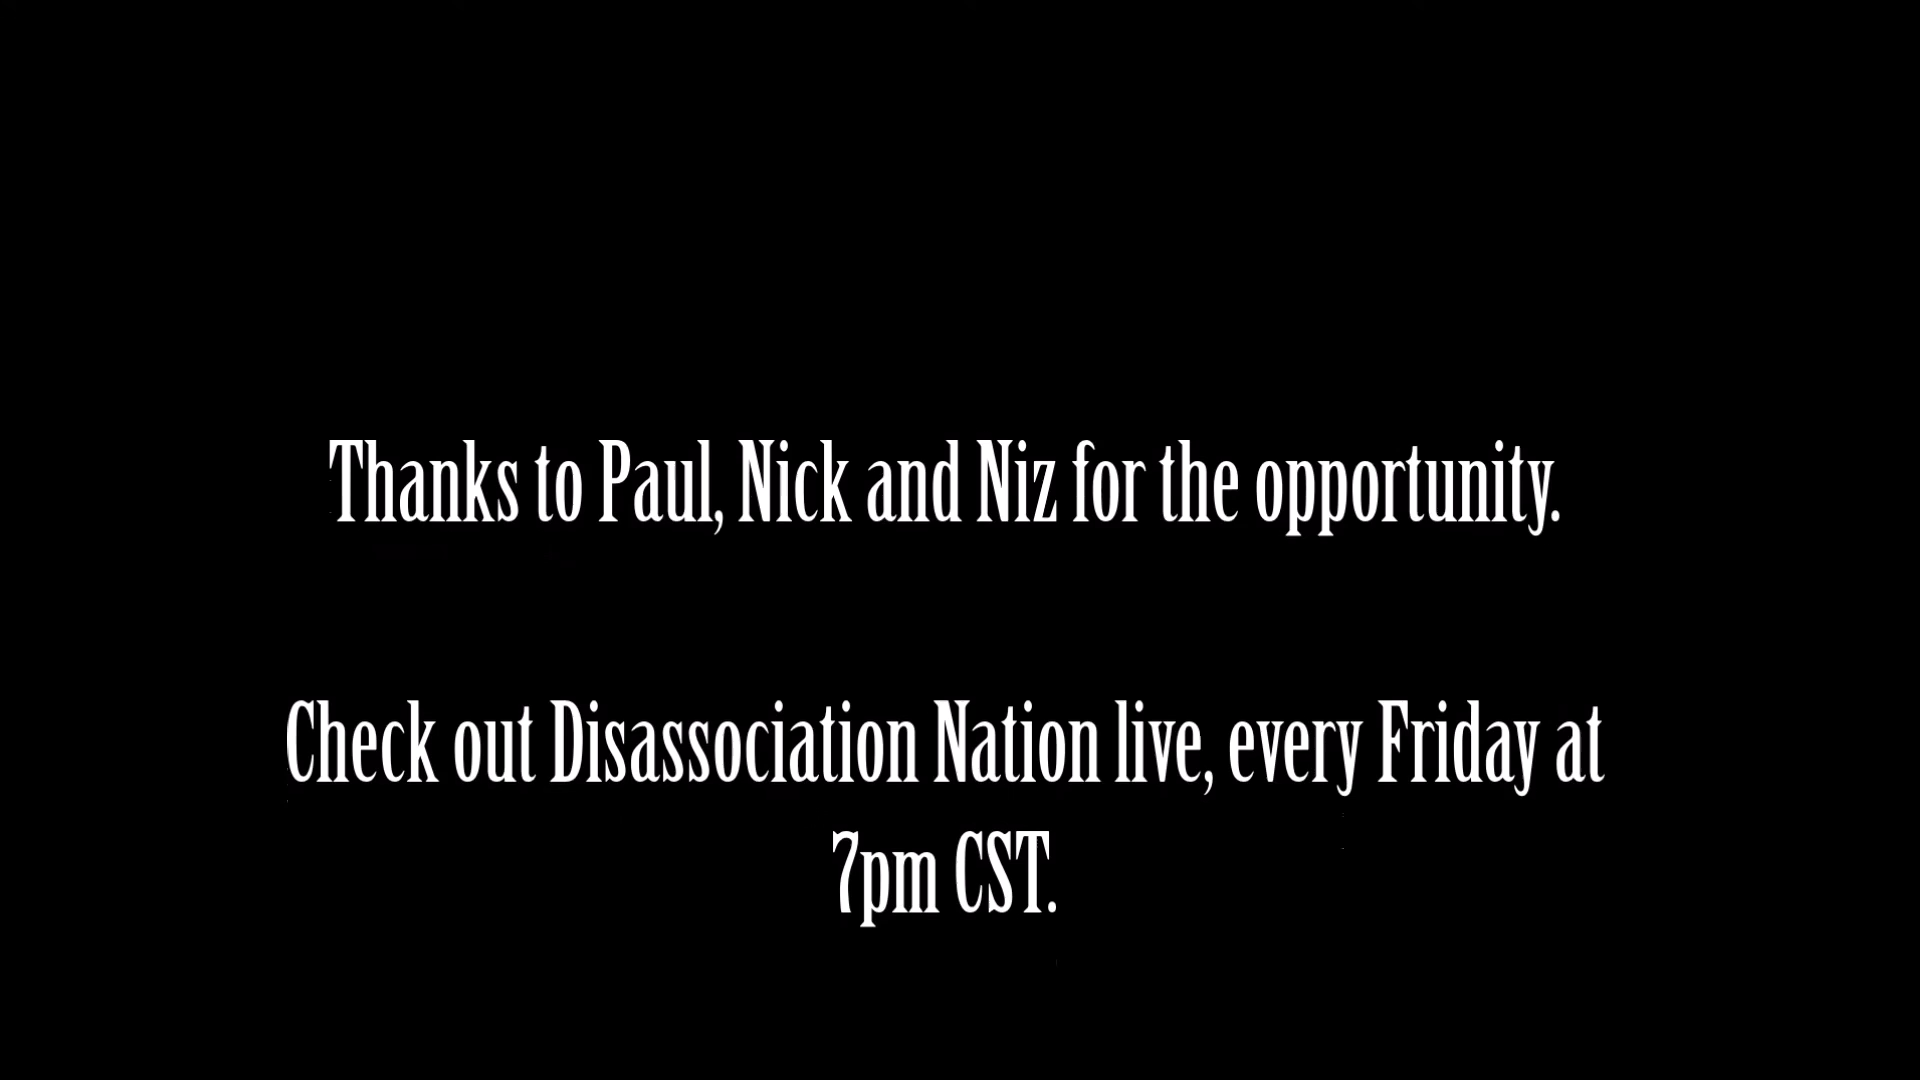 Thanks to Paul, Nick and Niz for the opportunity.
Check out Disassociation Nation live, every Friday at
7pm CST.